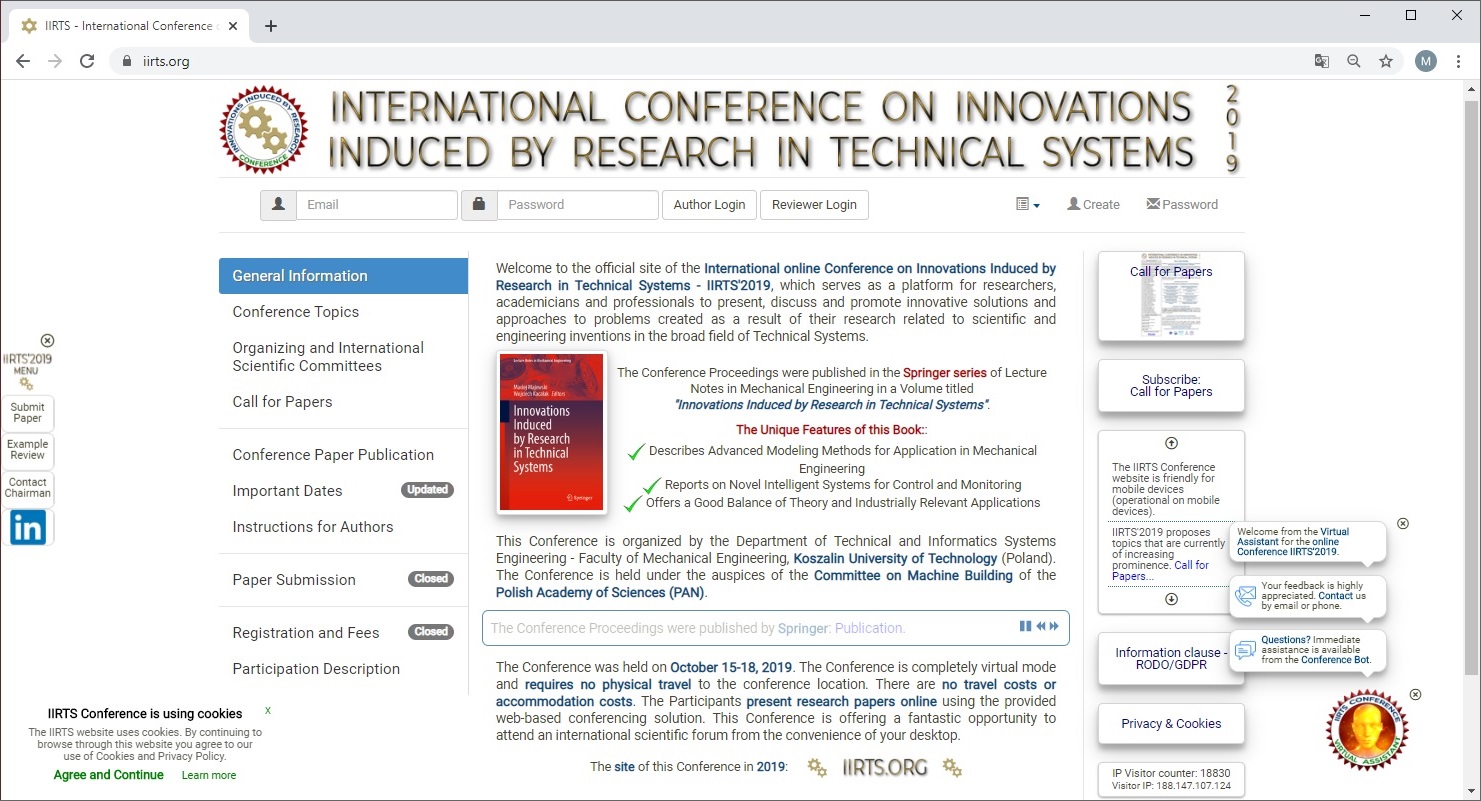 IIRTS - International Conference o
iirts.org
M
INNOVATIONS INDUCED BY RESEARCH
CONFERENCE
INTERNATIONAL CONFERENCE ON INNOVATIONS
INDUCED BY RESEARCH IN TECHNICAL SYSTEMS
2019
Email
Password
Author Login
Reviewer Login
Create
Password
General Information
Conference Topics
Organizing and International
Scientific Committees
Call for Papers
Conference Paper Publication
Important Dates Updated
Instructions for Authors
Paper Submission Closed
Registration and Fees Closed
Participation Description
IIRTS'2019
MENU
Submit
Paper
Example
Review
Contact
Chairman
in
Welcome to the official site of the International online Conference on Innovations Induced by
Research in Technical Systems - IIRTS'2019, which serves as a platform for researchers,
academicians and professionals to present, discuss and promote innovative solutions and
approaches to problems created as a result of their research related to scientific and
engineering inventions in the broad field of Technical Systems.
Lecture Notes in Mechanical Engineering
Maciej Majewski
Wojciech Kacalak Editors
Innovations
Induced
by Research
in Technical
Systems
Springer
The Conference Proceedings were published in the Springer series of Lecture
Notes in Mechanical Engineering in a Volume titled
"Innovations Induced by Research in Technical Systems".
The Unique Features of this Book::
Describes Advanced Modeling Methods for Application in Mechanical
Engineering
Reports on Novel Intelligent Systems for Control and Monitoring
Offers a Good Balance of Theory and Industrially Relevant Applications
This Conference is organized by the Department of Technical and Informatics Systems
Engineering - Faculty of Mechanical Engineering, Koszalin University of Technology (Poland).
The Conference is held under the auspices of the Committee on Machine Building of the
Polish Academy of Sciences (PAN).
The Conference Proceedings were published by Springer: Publication.
The Conference was held on October 15-18, 2019. The Conference is completely virtual mode
and requires no physical travel to the conference location. There are no travel costs or
accommodation costs. The Participants present research papers online using the provided
web-based conferencing solution. This Conference is offering a fantastic opportunity to
attend an international scientific forum from the convenience of your desktop.
The site of this Conference in 2019: IIRTS.ORG
Call for Papers
Subscribe:
Call for Papers
The IIRTS Conference
website is friendly for
mobile devices
(operational on mobile
devices).
IIRTS'2019 proposes
topics that are currently
of increasing
prominence. Call for
Papers...
Information clause -
RODO/GDPR
Privacy & Cookies
IP Visitor counter: 18830
Visitor IP: 188.147.107.124
Welcome from the Virtual
Assistant for the online
Conference IIRTS'2019.
Your feedback is highly
appreciated. Contact us
by email or phone.
Questions? Immediate
assistance is available
from the Conference Bot.
IIRTS CONFERENCE
VIRTUAL ASSISTANT
IIRTS Conference is using cookies x
The IIRTS website uses cookies. By continuing to
browse through this website you agree to our
use of Cookies and Privacy Policy.
Agree and Continue Learn more